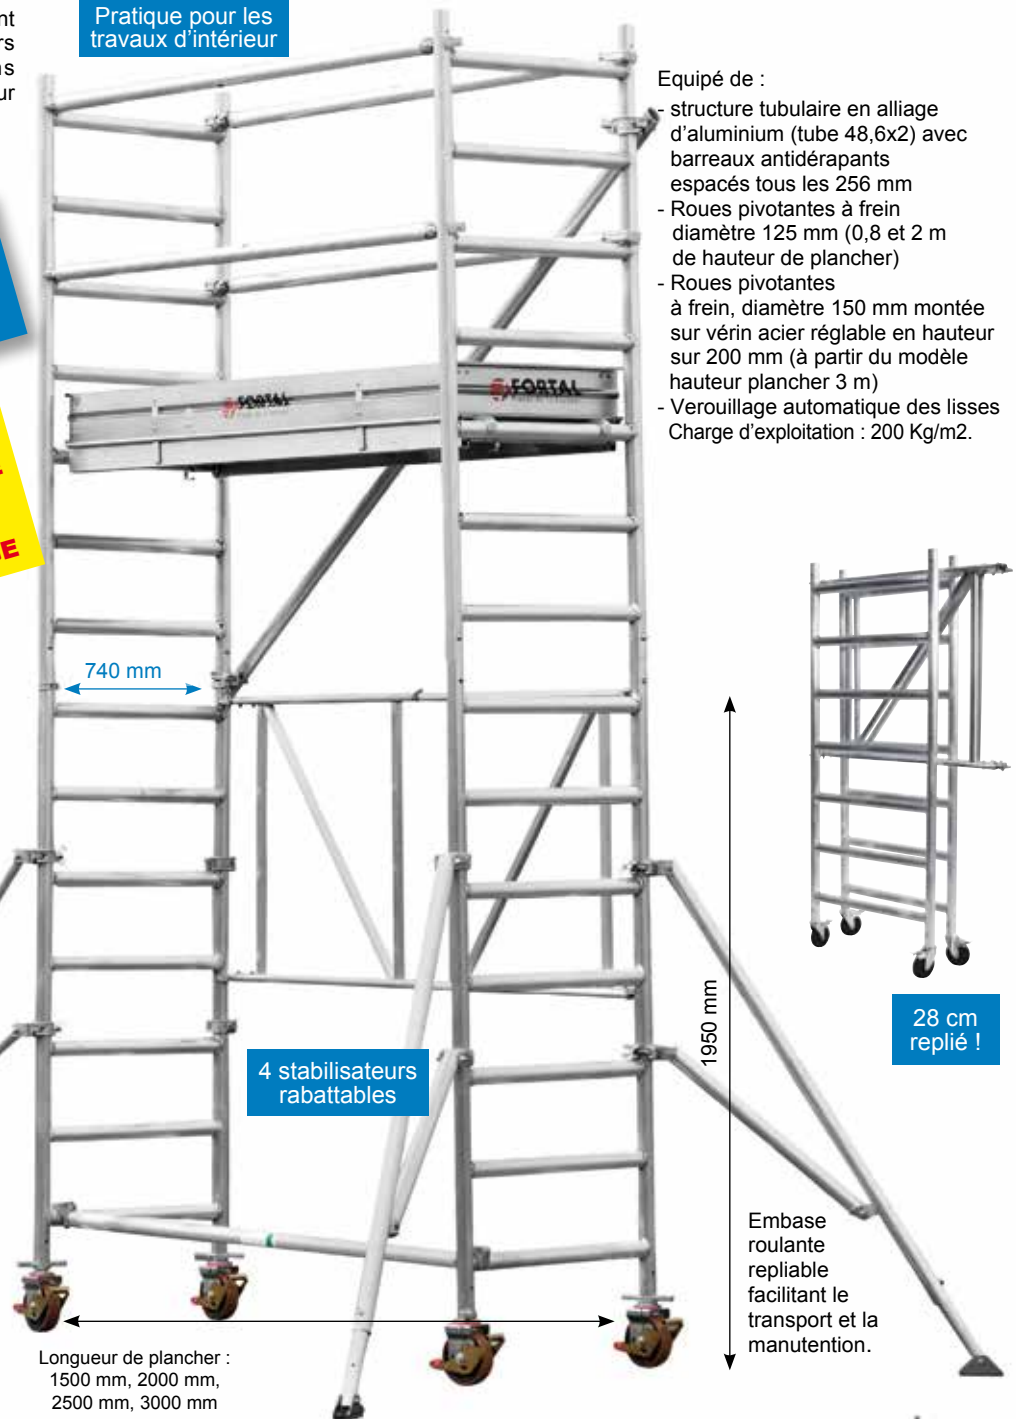 nt
rs
ns
ur
Pratique pour les
travaux d’intérieur
Equipé de :
- structure tubulaire en alliage
d’aluminium (tube 48,6x2) avec
barreaux antidérapants
espacés tous les 256 mm
- Roues pivotantes à frein
diamètre 125 mm (0,8 et 2 m
de hauteur de plancher)
- Roues pivotantes
à frein, diamètre 150 mm montée
sur vérin acier réglable en hauteur
sur 200 mm (à partir du modèle
hauteur plancher 3 m)
- Verouillage automatique des lisses
Charge d’exploitation : 200 Kg/m2.
FORTAL
FORTAL
E
740 mm
1950 mm
28 cm
replié !
4 stabilisateurs
rabattables
Embase
roulante
repliable
facilitant le
transport et la
manutention.
Longueur de plancher :
1500 mm, 2000 mm,
2500 mm, 3000 mm